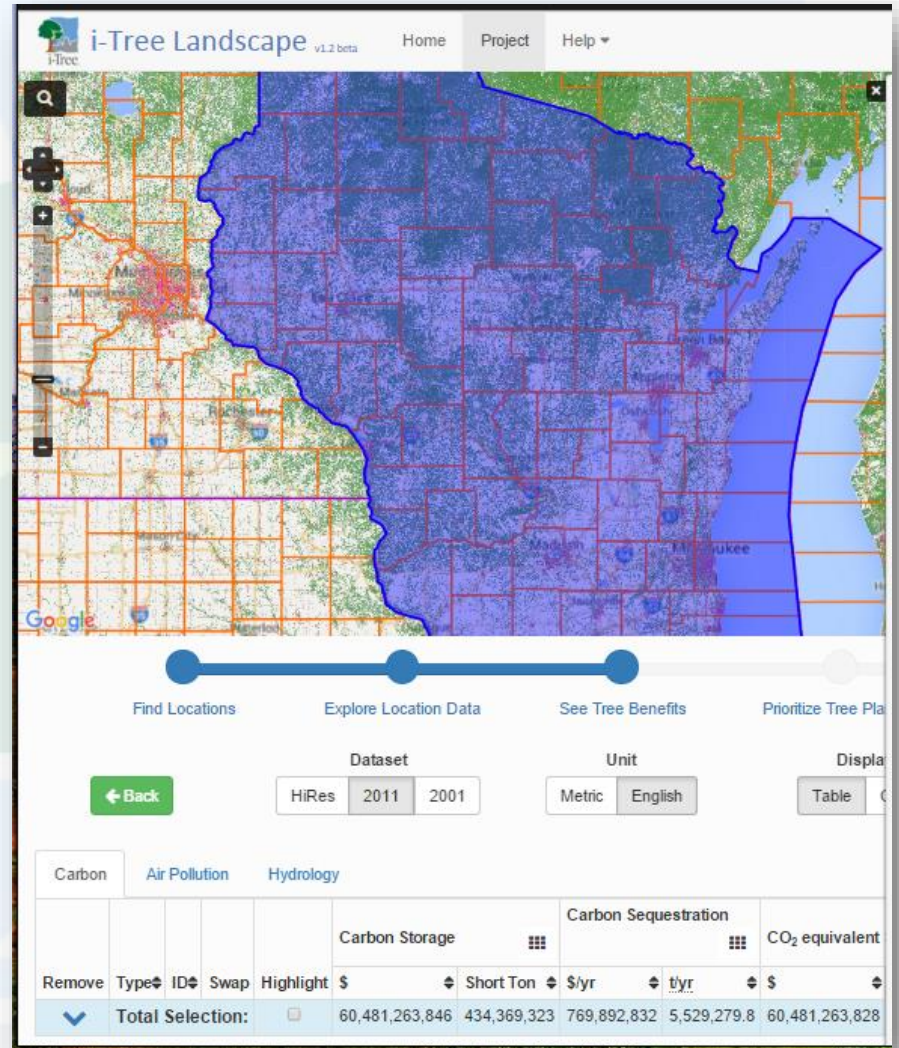 i-Tree
i-Tree Landscape v1.2 beta Home Project Help
Rochester
Green Bay
Madison
Milwaukee
Google
Find Locations Explore Location Data See Tree Benefits Prioritize Tree Pla
Dataset Unit Displa
Back HiRes 2011 2001 Metric English Table
Carbon Air Pollution Hydrology
Carbon Storage Carbon Sequestration CO₂ equivalent
Remove Type ID Swap Highlight $ Short Ton $/yr t/yr $
Total Selection: 60,481,263,846 434,369,323 769,892,832 5,529,279.8 60,481,263,828